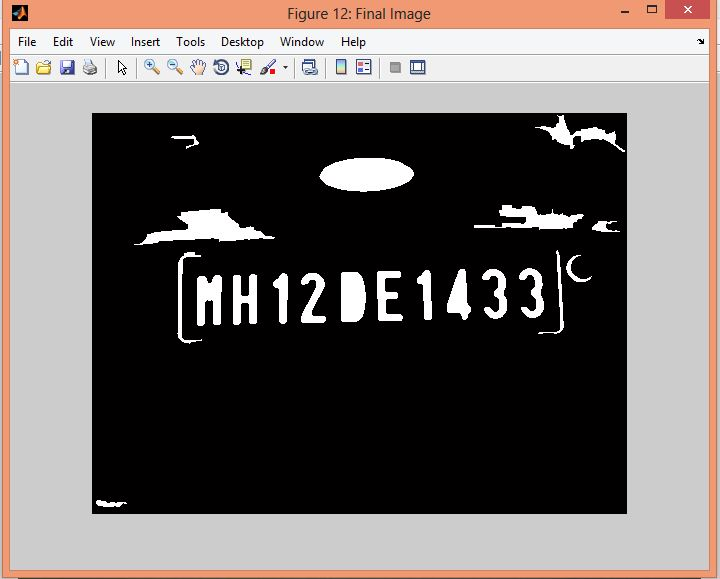 Figure 12: Final Image
File Edit View Insert Tools Desktop Window Help
MH12DE1433